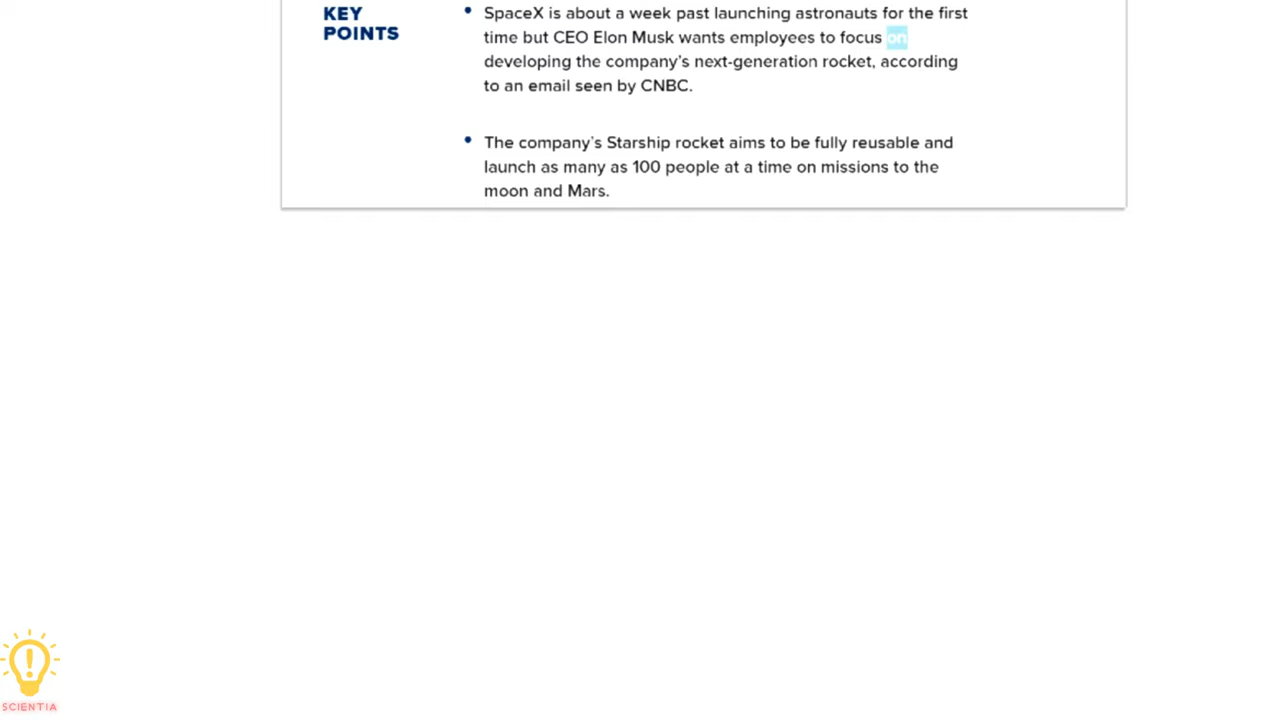 KEY
POINTS
• SpaceX is about a week past launching astronauts for the first
time but CEO Elon Musk wants employees to focus on
developing the company's next-generation rocket, according
to an email seen by CNBC.
• The company's Starship rocket aims to be fully reusable and
launch as many as 100 people at a time on missions to the
moon and Mars.
SCIENTIA